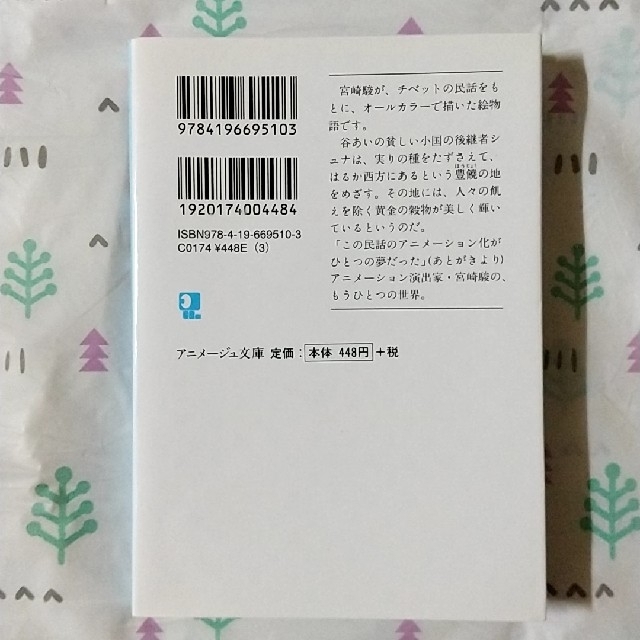 9784196695103
1920174004484
ISBN978-4-19-669510-3
C0174 ¥448E (3)
宮崎駿が、チベットの民話をも
とに、オールカラーで描いた絵物
語です。
谷あいの貧しい小国の後継者シ
ュナは、実りの種をたずさえて、
はるか西方にあるという豊饒の地
をめざす。その地には、人々の飢
えを除く黄金の穀物が美しく輝い
ているというのだ。
「この民話のアニメーション化が
ひとつの夢だった」(あとがきより)
アニメーション演出家・宮崎駿の、
もうひとつの世界。
アニメージュ文庫 定価：本体 448円+税